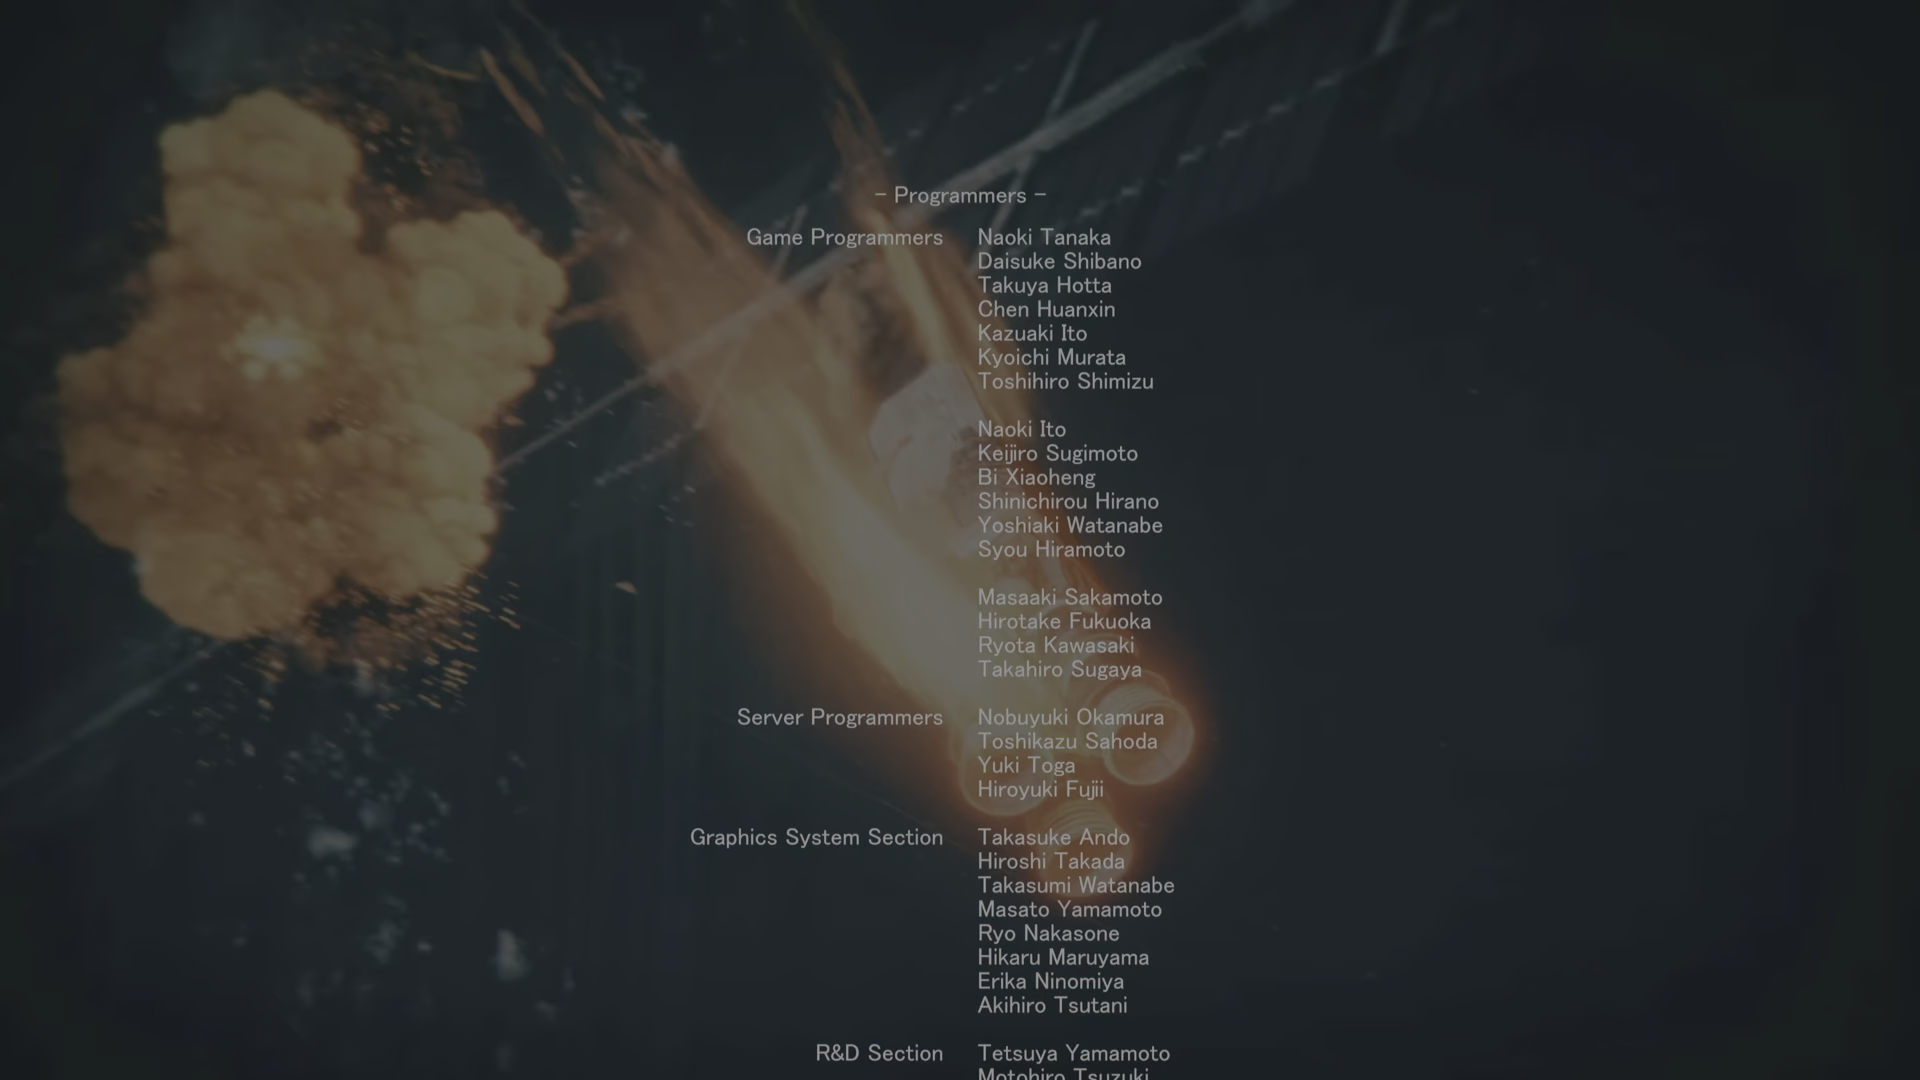 – Programmers –
Game Programmers Naoki Tanaka
Daisuke Shibano
Takuya Hotta
Chen Huanxin
Kazuaki Ito
Kyoichi Murata
Toshihiro Shimizu
Naoki Ito
Keijiro Sugimoto
Bi Xiaoheng
Shinichirou Hirano
Yoshiaki Watanabe
Syou Hiramoto
Masaaki Sakamoto
Hirotake Fukuoka
Ryota Kawasaki
Takahiro Sugaya
Server Programmers Nobuyuki Okamura
Toshikazu Sahoda
Yuki Toga
Hiroyuki Fujii
Graphics System Section Takasuke Ando
Hiroshi Takada
Takasumi Watanabe
Masato Yamamoto
Ryo Nakasone
Hikaru Maruyama
Erika Ninomiya
Akihiro Tsutani
R&D Section Tetsuya Yamamoto
Motohiro Tsuzuki